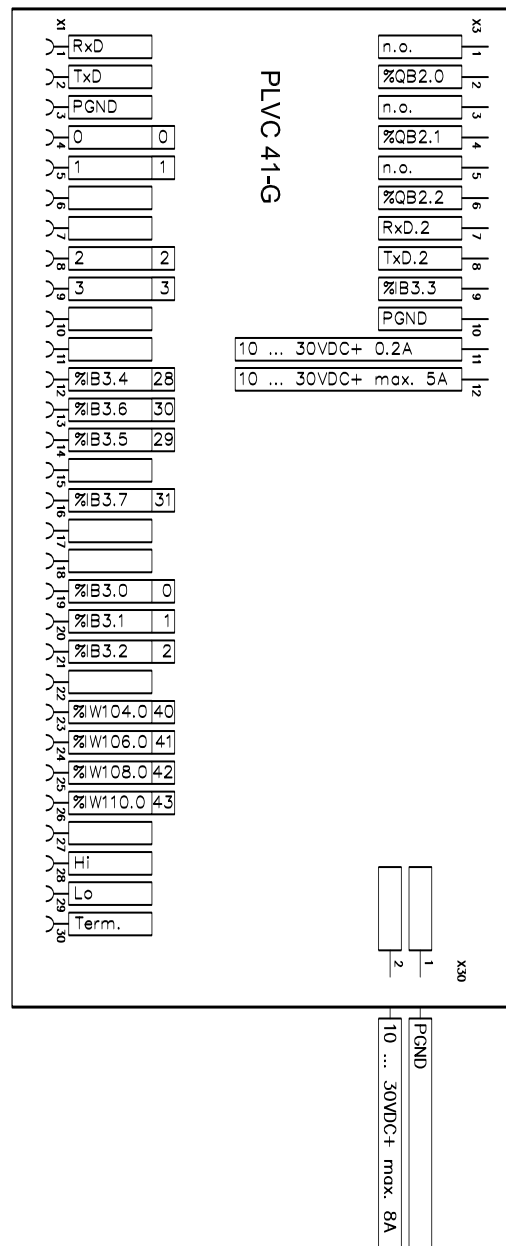 X1
1 RxD
2 TxD
3 PGND
4 0 0
5 1 1
6
7
8 2 2
9 3 3
10
11
12 %IB3.4 28
13 %IB3.6 30
14 %IB3.5 29
15
16 %IB3.7 31
17
18
19 %IB3.0 0
20 %IB3.1 1
21 %IB3.2 2
22
23 %IW104.0 40
24 %IW106.0 41
25 %IW108.0 42
26 %IW110.0 43
27
28 Hi
29 Lo
30 Term.
PLVC 41-G
X3
n.o. 1
%QB2.0 2
n.o. 3
%QB2.1 4
n.o. 5
%QB2.2 6
RxD.2 7
TxD.2 8
%IB3.3 9
PGND 10
10 ... 30VDC+ 0.2A 11
10 ... 30VDC+ max. 5A 12
X30
1 PGND
2 10 ... 30VDC+ max. 8A